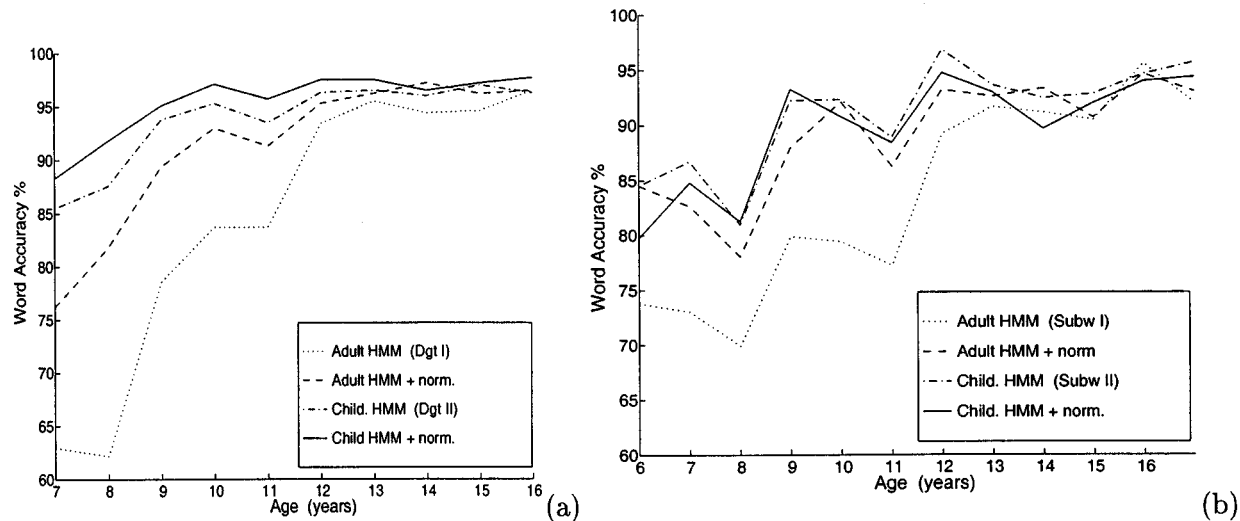 100
95
90
85
80
75
70
65
60
Word Accuracy %
7 8 9 10 11 12 13 14 15 16
Age (years)
Adult HMM (Dgt I)
Adult HMM + norm.
Child. HMM (Dgt II)
Child HMM + norm.
(a)
100
95
90
85
80
75
70
65
60
Word Accuracy %
6 7 8 9 10 11 12 13 14 15 16
Age (years)
Adult HMM (Subw I)
Adult HMM + norm
Child. HMM (Subw II)
Child. HMM + norm.
(b)